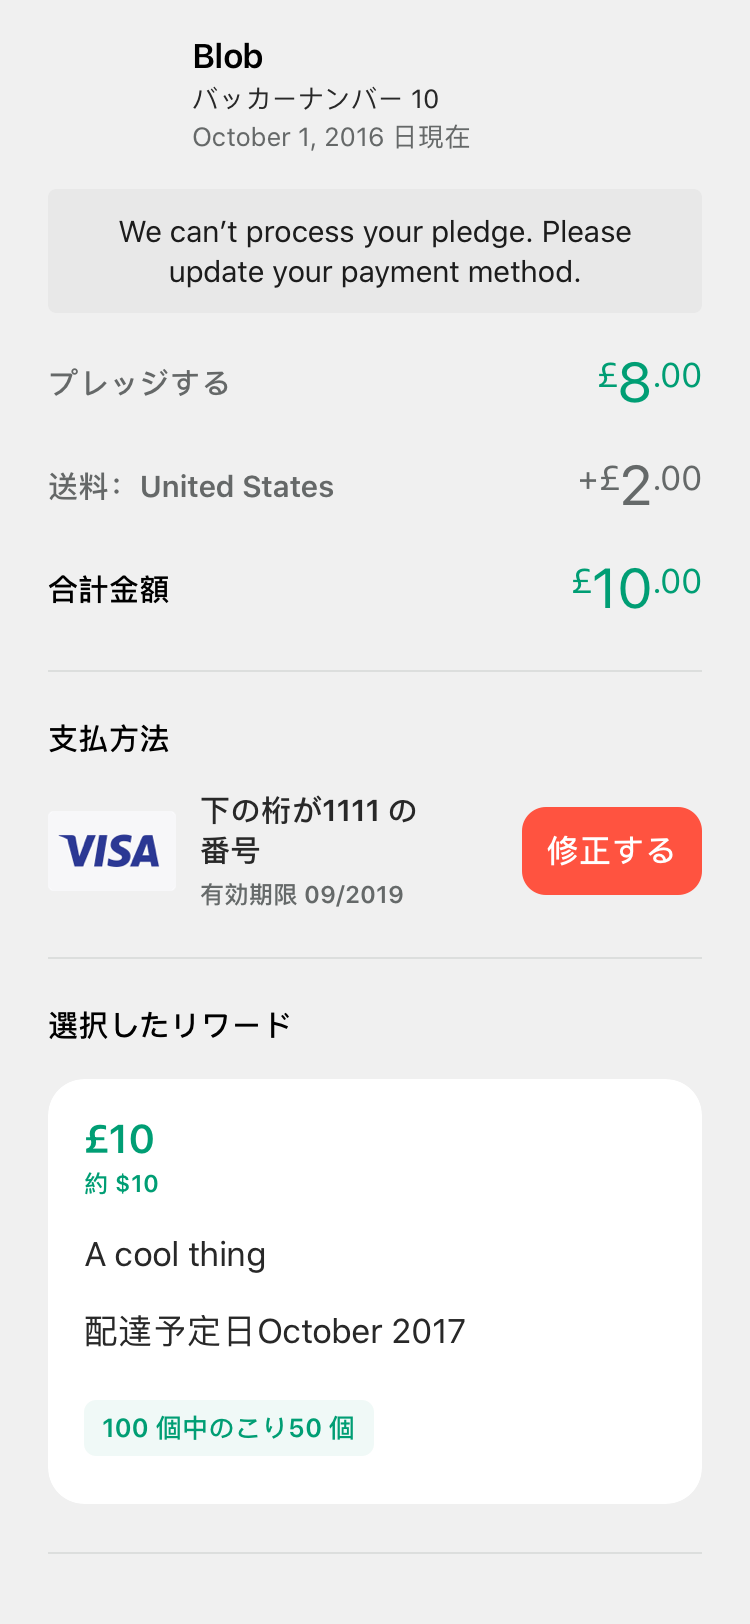 Blob
バッカーナンバー 10
October 1, 2016 日現在
We can’t process your pledge. Please
update your payment method.
プレッジする £8.00
送料： United States +£2.00
合計金額 £10.00
支払方法
VISA
下の桁が1111 の
番号
有効期限 09/2019
修正する
選択したリワード
£10
約 $10
A cool thing
配達予定日October 2017
100 個中のこり50 個